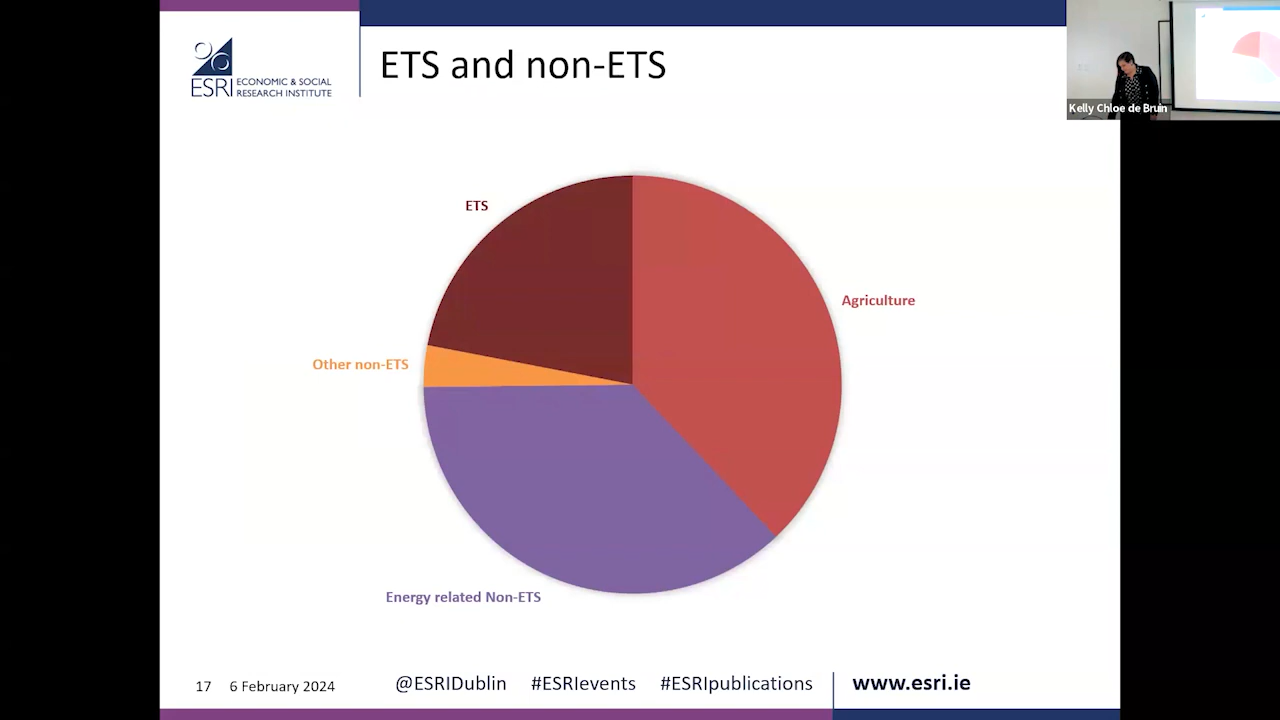 ESRI
ECONOMIC & SOCIAL
RESEARCH INSTITUTE
ETS and non-ETS
Kelly Chloe de Bruin
ETS
Agriculture
Other non-ETS
Energy related Non-ETS
17 6 February 2024 @ESRIDublin #ESRIevents #ESRIpublications www.esri.ie